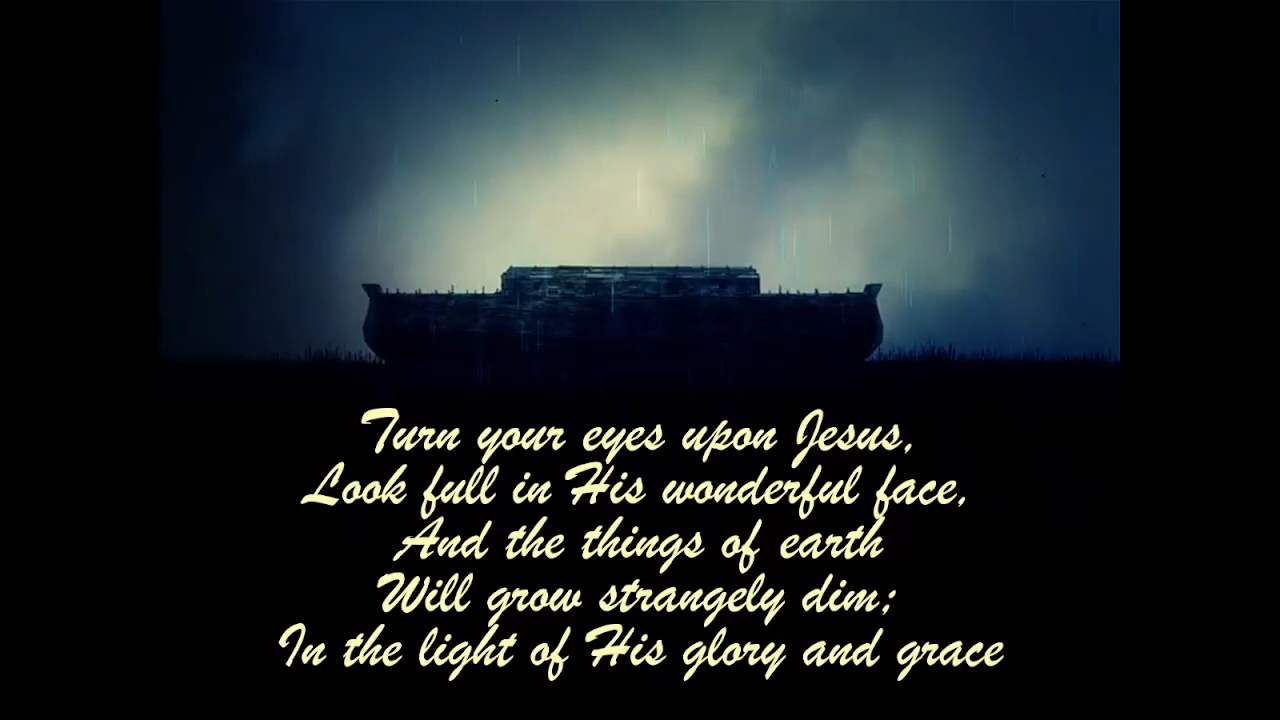 Turn your eyes upon Jesus,
Look full in His wonderful face,
And the things of earth
Will grow strangely dim;
In the light of His glory and grace